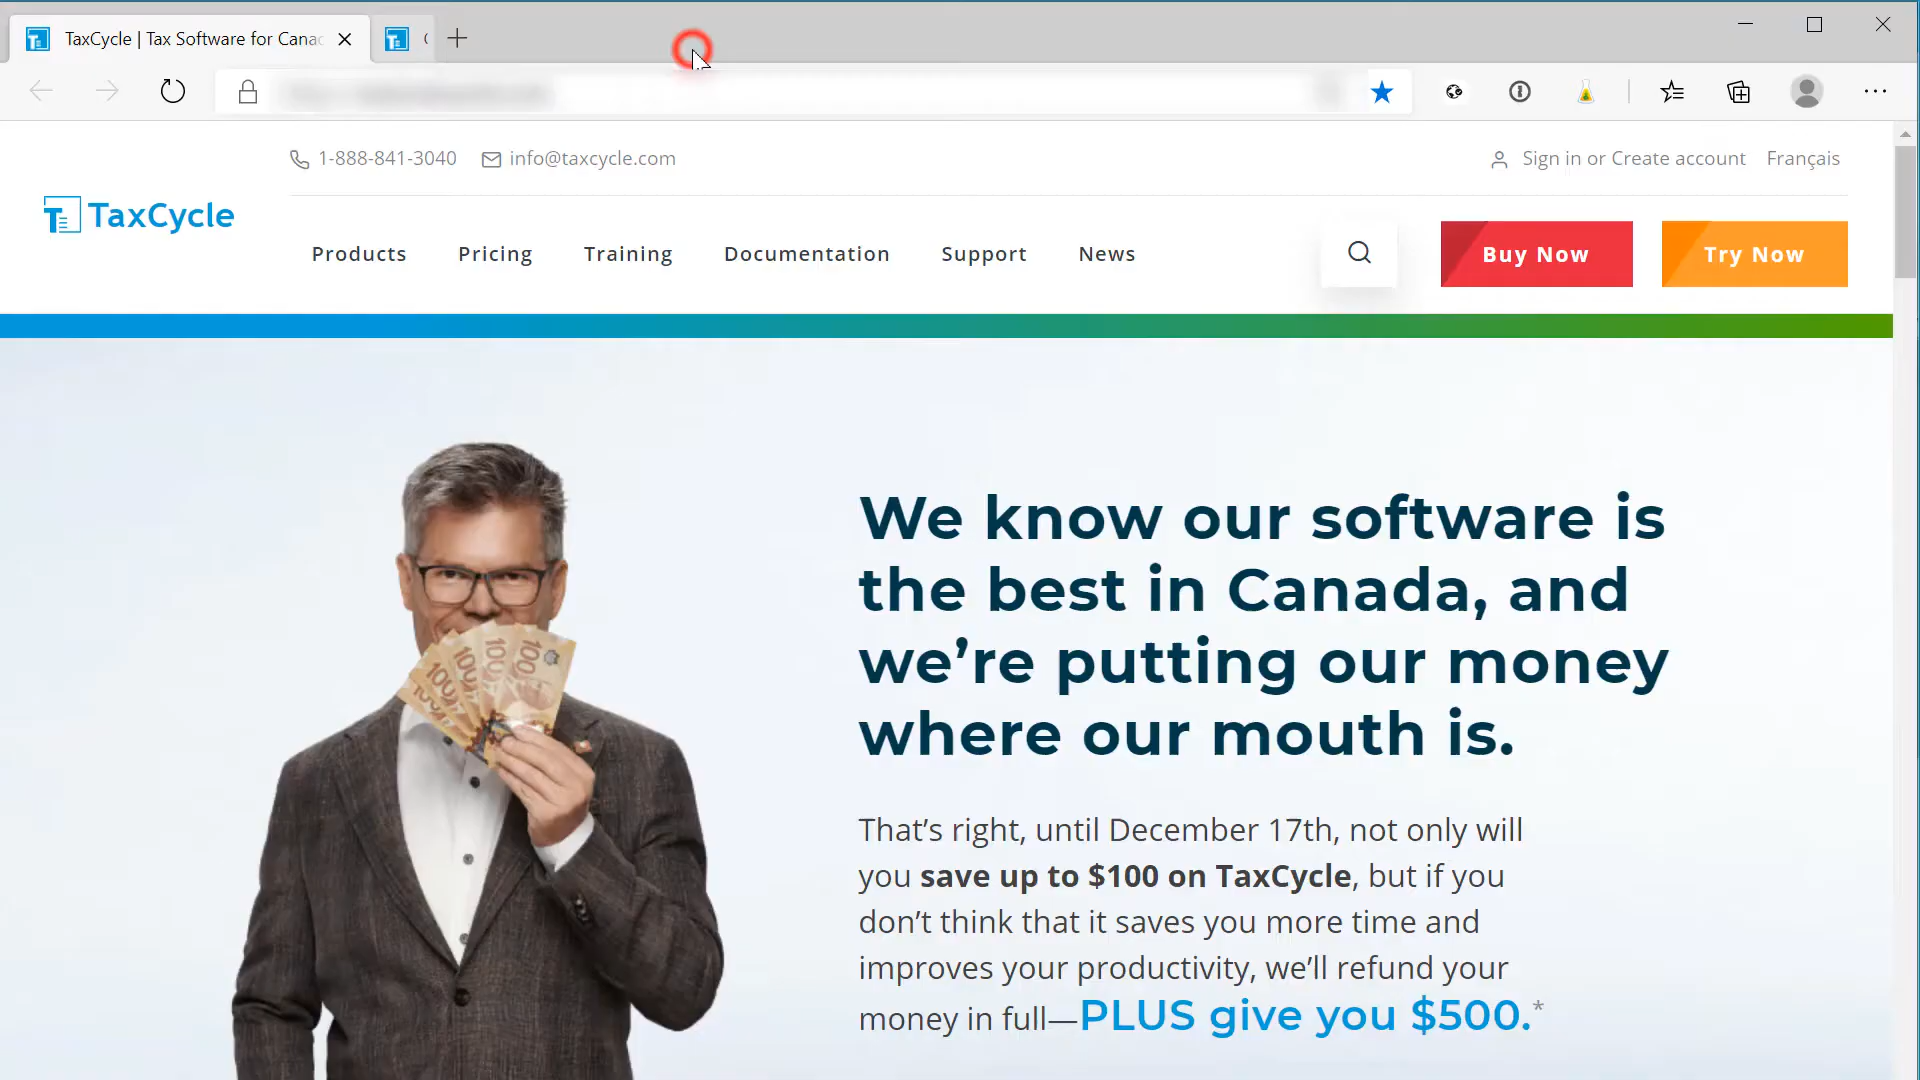 TaxCycle | Tax Software for Canac
1-888-841-3040 info@taxcycle.com
Sign in or Create account Français
TaxCycle
Products Pricing Training Documentation Support News
Buy Now Try Now
We know our software is
the best in Canada, and
we’re putting our money
where our mouth is.
That’s right, until December 17th, not only will
you save up to $100 on TaxCycle, but if you
don’t think that it saves you more time and
improves your productivity, we’ll refund your
money in full—PLUS give you $500.*
100
100
100
100